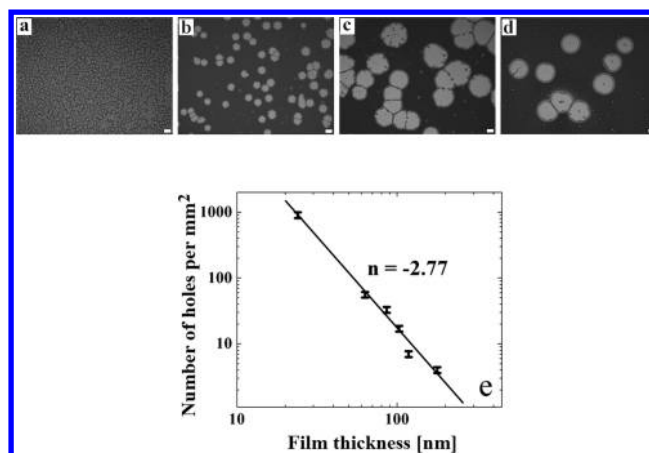 a
b
c
d
1000
100
10
Number of holes per mm²
n = -2.77
e
10
100
Film thickness [nm]